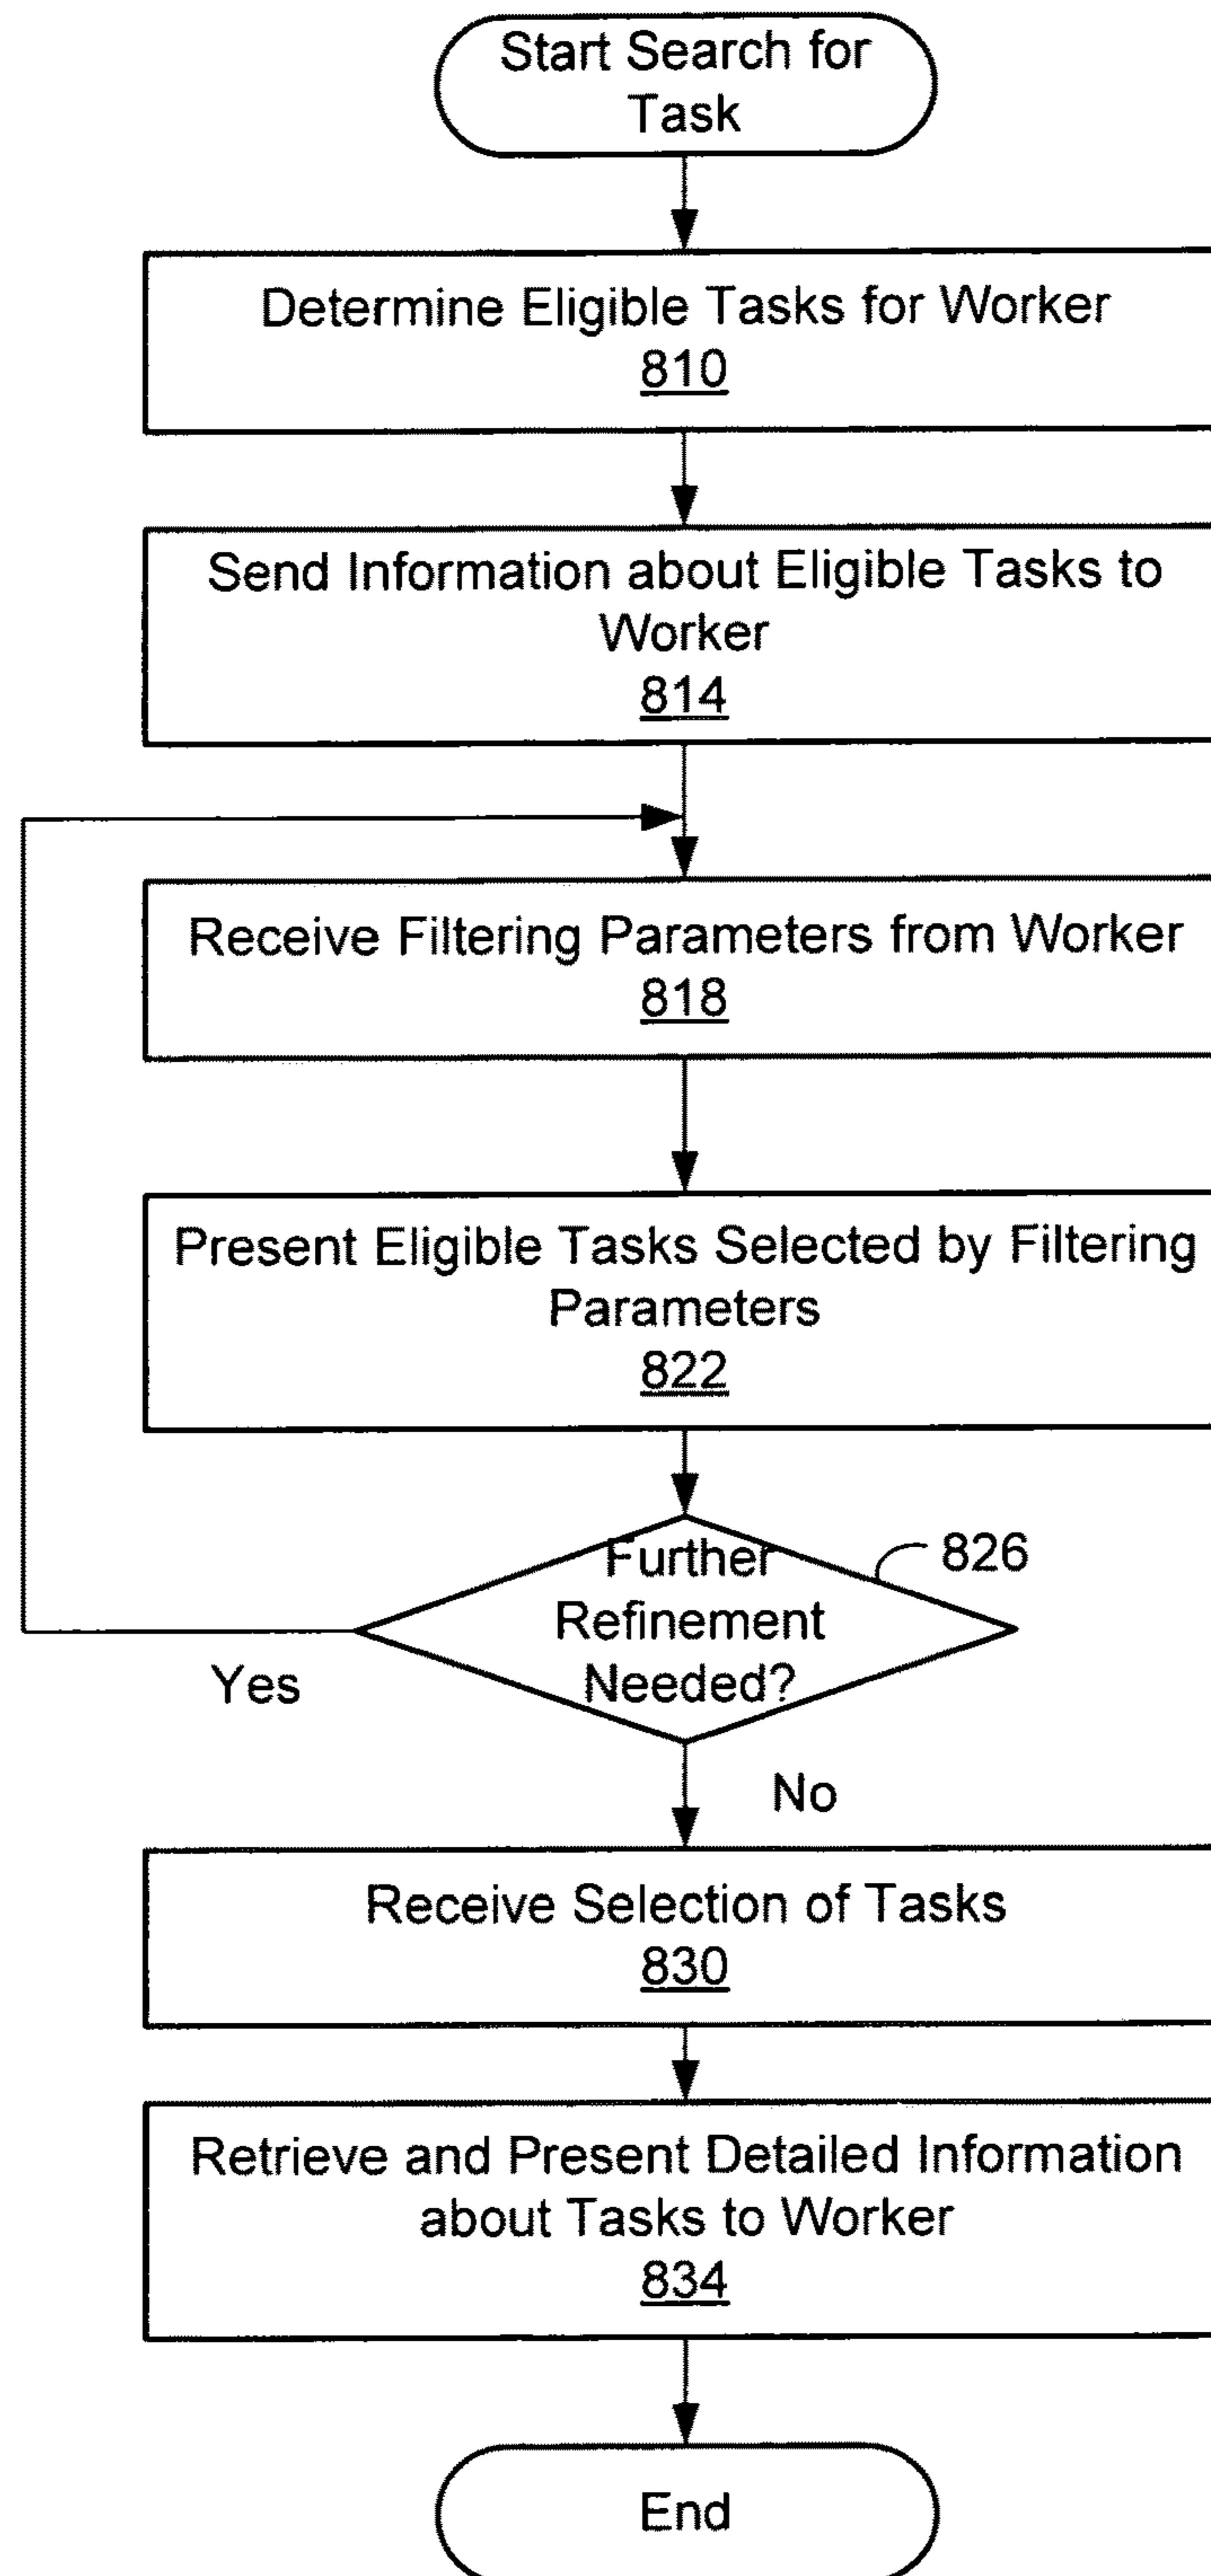 Start Search for
Task
Determine Eligible Tasks for Worker
810
Send Information about Eligible Tasks to
Worker
814
Receive Filtering Parameters from Worker
818
Present Eligible Tasks Selected by Filtering
Parameters
822
Further
Refinement
Needed?
826
Yes
No
Receive Selection of Tasks
830
Retrieve and Present Detailed Information
about Tasks to Worker
834
End